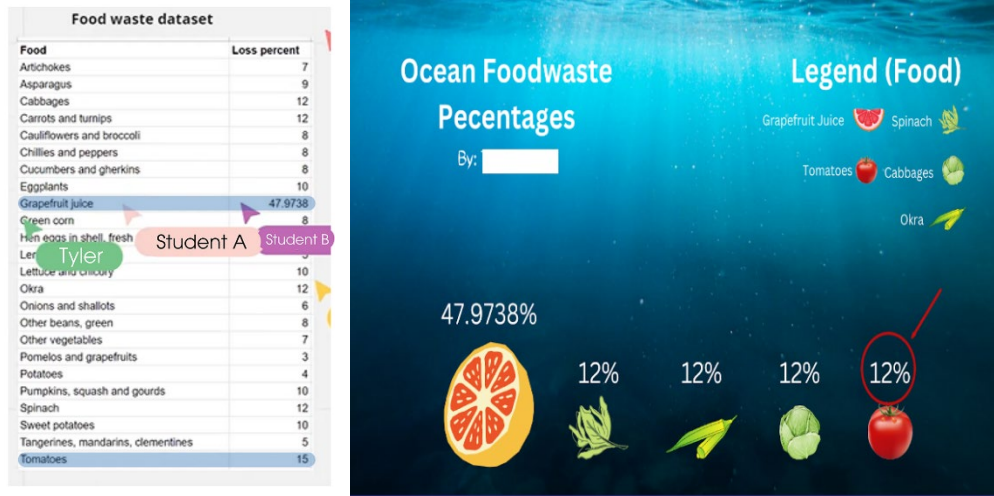 Food waste dataset
Food Loss percent
Artichokes 7
Asparagus 9
Cabbages 12
Carrots and turnips 12
Cauliflowers and broccoli 8
Chillies and peppers 8
Cucumbers and gherkins 8
Eggplants 10
Grapefruit juice 47.9738
Green corn 8
Hen eggs in shell, fresh
Student A
Student B
Tyler
Lettuce and chicory 10
Okra 12
Onions and shallots 6
Other beans, green 8
Other vegetables 7
Pomelos and grapefruits 3
Potatoes 4
Pumpkins, squash and gourds 10
Spinach 12
Sweet potatoes 10
Tangerines, mandarins, clementines 5
Tomatoes 15
Ocean Foodwaste
Pecentages
By:
Legend (Food)
Grapefruit Juice Spinach
Tomatoes Cabbages
Okra
47.9738%
12% 12% 12% 12%